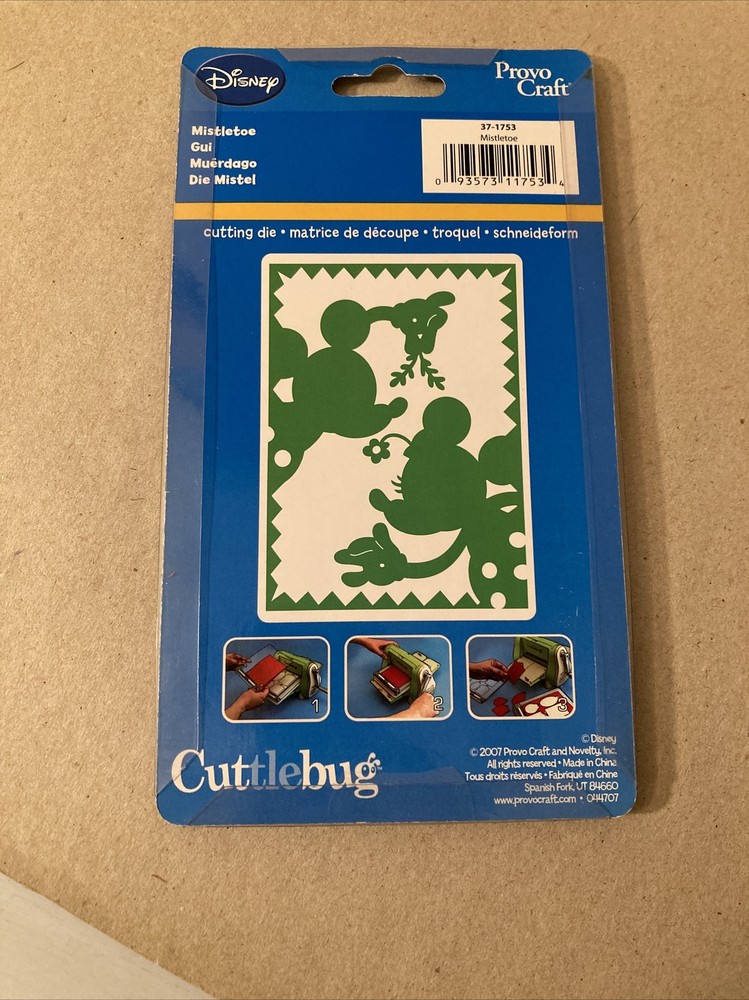 Disney
Provo
Craft®
37-1753
Mistletoe
0 93573 11753 4
Mistletoe
Gui
Muérdago
Die Mistel
cutting die • matrice de découpe • troquel • schneideform
1
2
3
Cuttlebug™
© Disney
© 2007 Provo Craft and Novelty, Inc.
All rights reserved • Made in China
Tous droits réservés • Fabriqué en Chine
Spanish Fork, UT 84660
www.provocraft.com • 044707